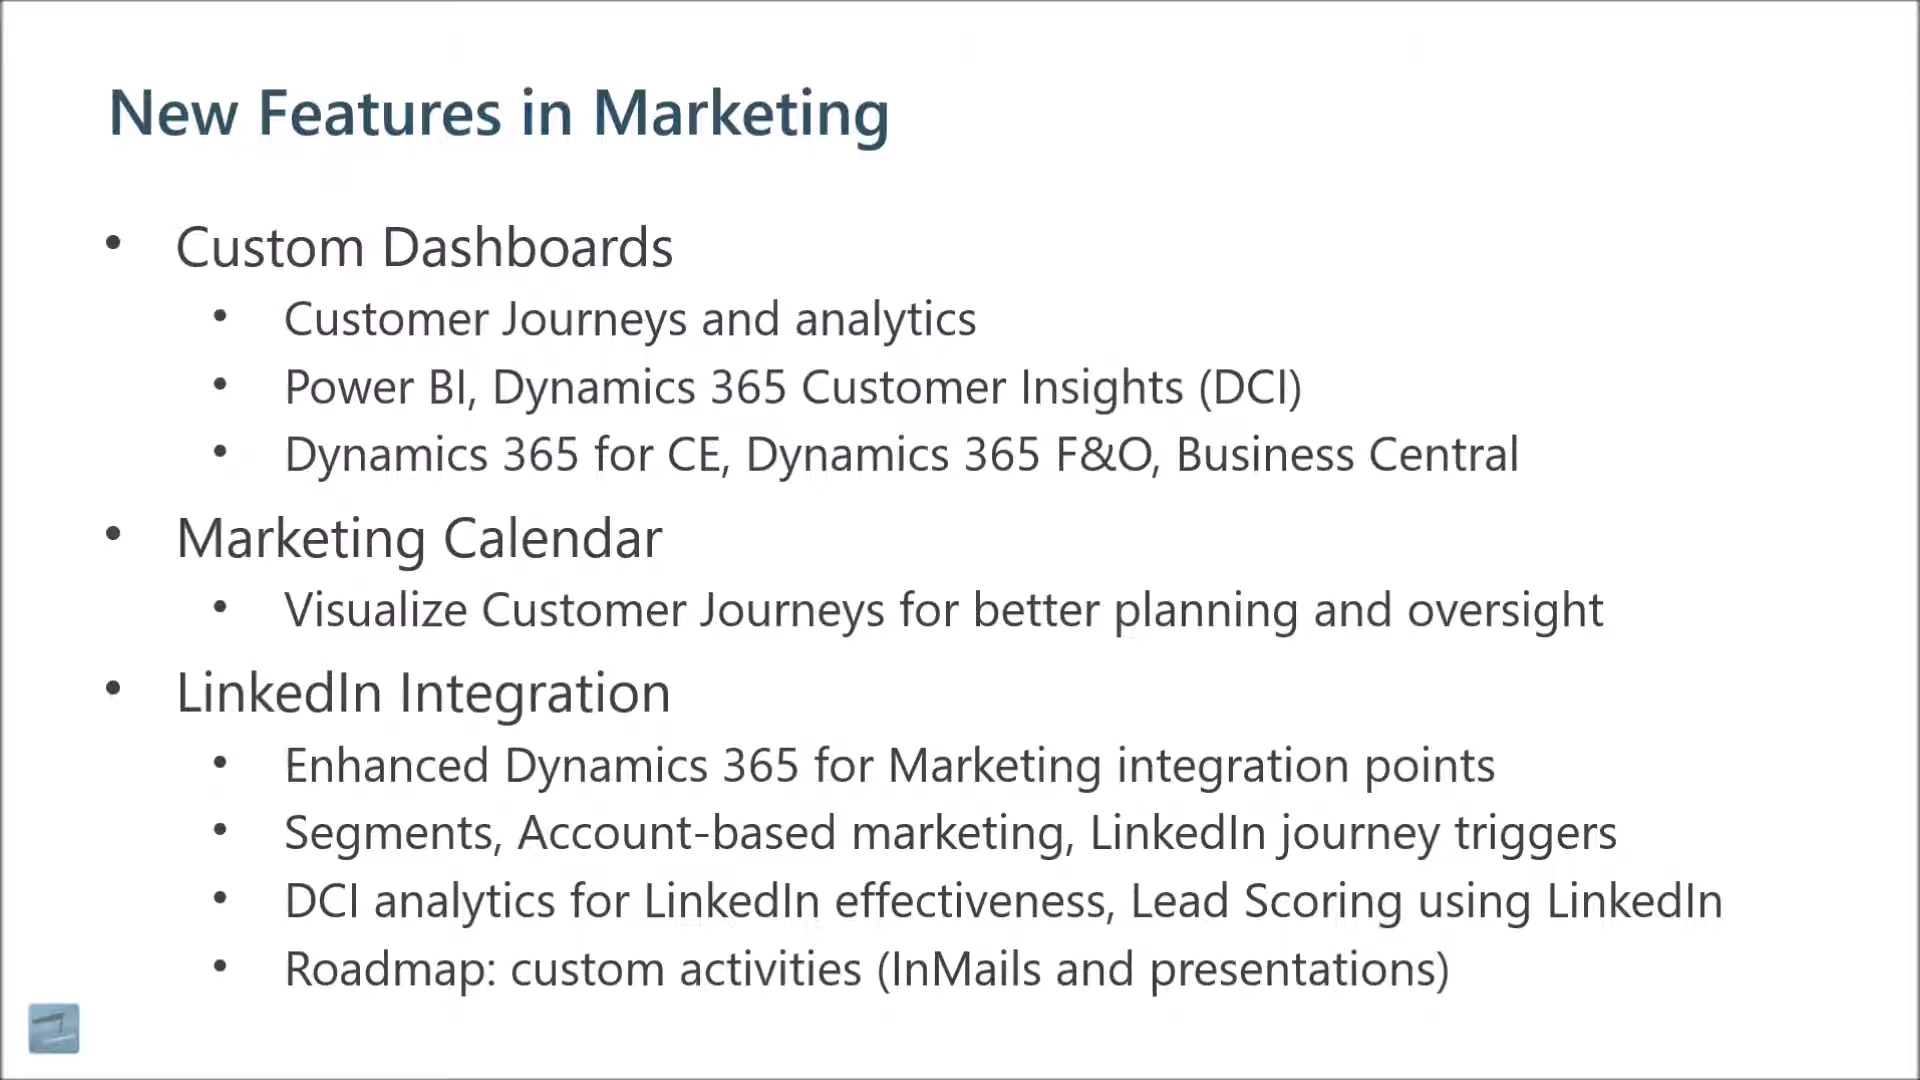 New Features in Marketing
• Custom Dashboards
• Customer Journeys and analytics
• Power BI, Dynamics 365 Customer Insights (DCI)
• Dynamics 365 for CE, Dynamics 365 F&O, Business Central
• Marketing Calendar
• Visualize Customer Journeys for better planning and oversight
• LinkedIn Integration
• Enhanced Dynamics 365 for Marketing integration points
• Segments, Account-based marketing, LinkedIn journey triggers
• DCI analytics for LinkedIn effectiveness, Lead Scoring using LinkedIn
• Roadmap: custom activities (InMails and presentations)